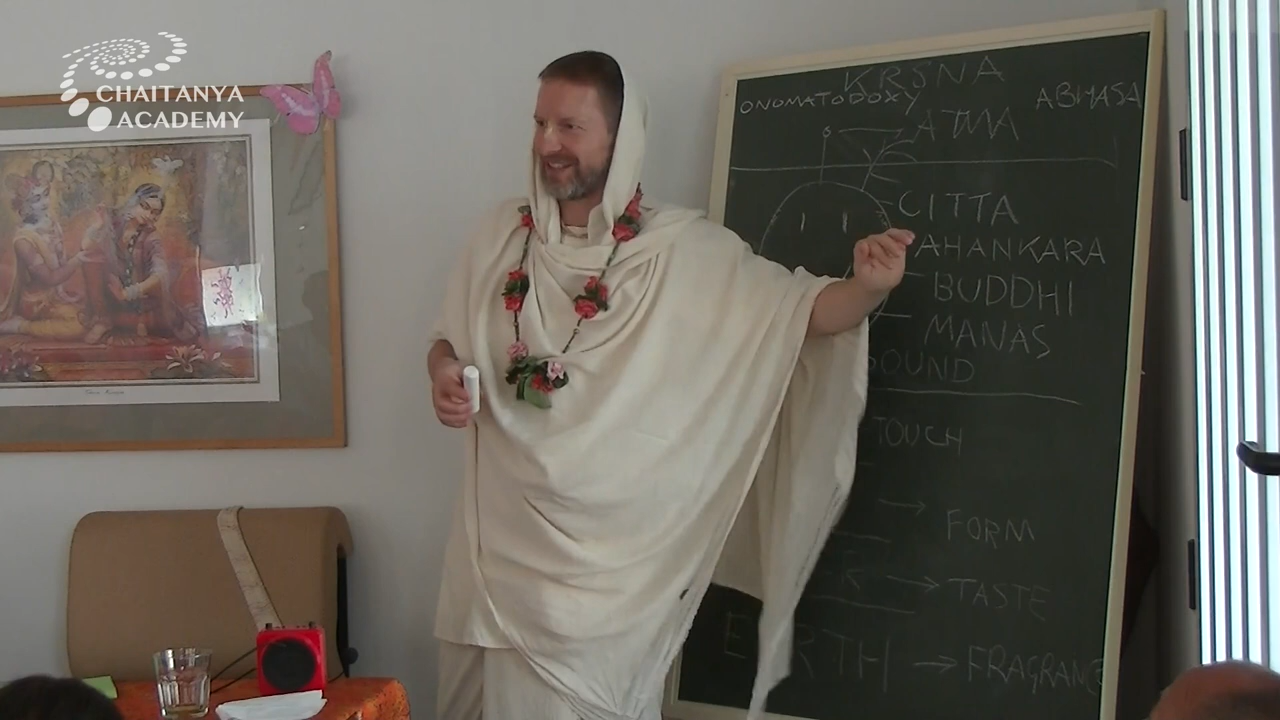 CHAITANYA
ACADEMY
KRSNA
ONOMATODOXY
ABHASA
ATMA
CITTA
AHANKARA
BUDDHI
MANAS
SOUND
TOUCH
FORM
TASTE
EARTH → FRAGRANCE